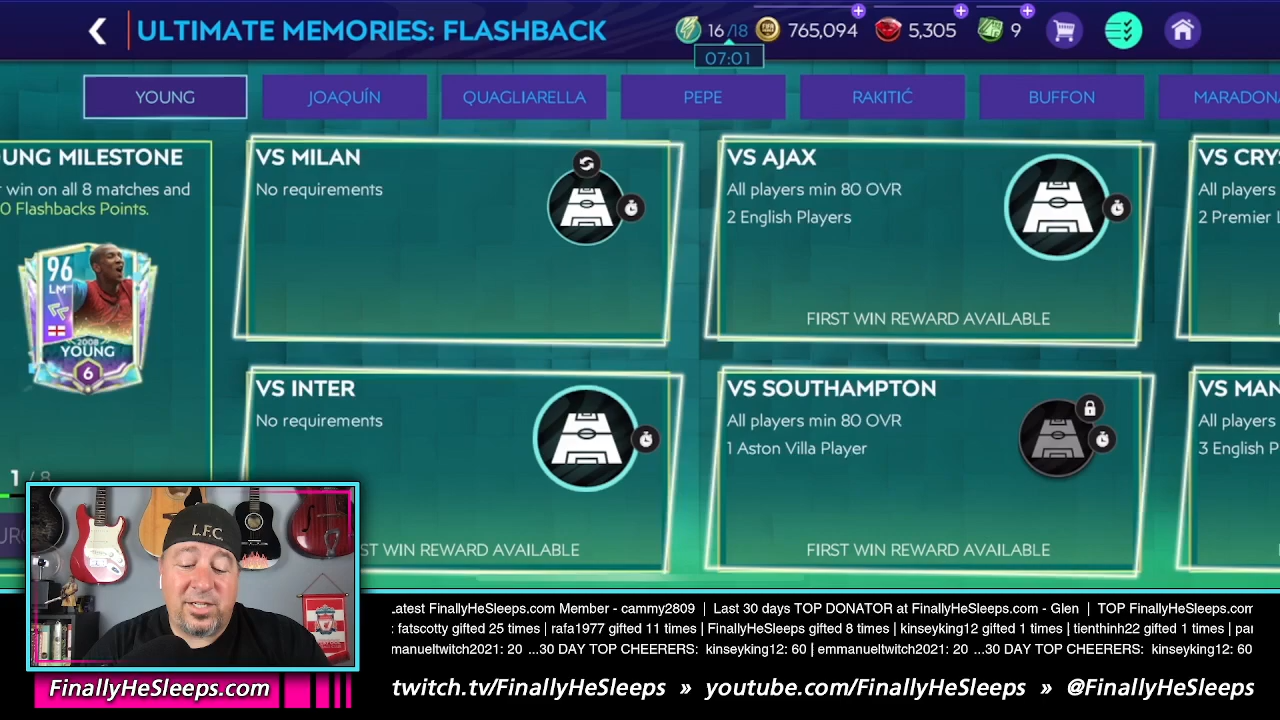 ULTIMATE MEMORIES: FLASHBACK
16/18
765,094
5,305
9
07:01
YOUNG
JOAQUÍN
QUAGLIARELLA
PEPE
RAKITIĆ
BUFFON
MARADONA
UNG MILESTONE
win on all 8 matches and
0 Flashbacks Points.
96
LM
2008
YOUNG
6
1 / 8
VS MILAN
No requirements
VS AJAX
All players min 80 OVR
2 English Players
FIRST WIN REWARD AVAILABLE
VS CRYS
All players
2 Premier L
VS INTER
No requirements
ST WIN REWARD AVAILABLE
VS SOUTHAMPTON
All players min 80 OVR
1 Aston Villa Player
FIRST WIN REWARD AVAILABLE
VS MAN
All players
3 English P
L.F.C.
.atest FinallyHeSleeps.com Member - cammy2809 | Last 30 days TOP DONATOR at FinallyHeSleeps.com - Glen | TOP FinallyHeSleeps.com
: fatscotty gifted 25 times | rafa1977 gifted 11 times | FinallyHeSleeps gifted 8 times | kinseyking12 gifted 1 times | tienthinh22 gifted 1 times | pai
manueltwitch2021: 20 ...30 DAY TOP CHEERERS: kinseyking12: 60 | emmanueltwitch2021: 20 ...30 DAY TOP CHEERERS: kinseyking12: 60
FinallyHeSleeps.com
twitch.tv/FinallyHeSleeps » youtube.com/FinallyHeSleeps » @FinallyHeSleeps